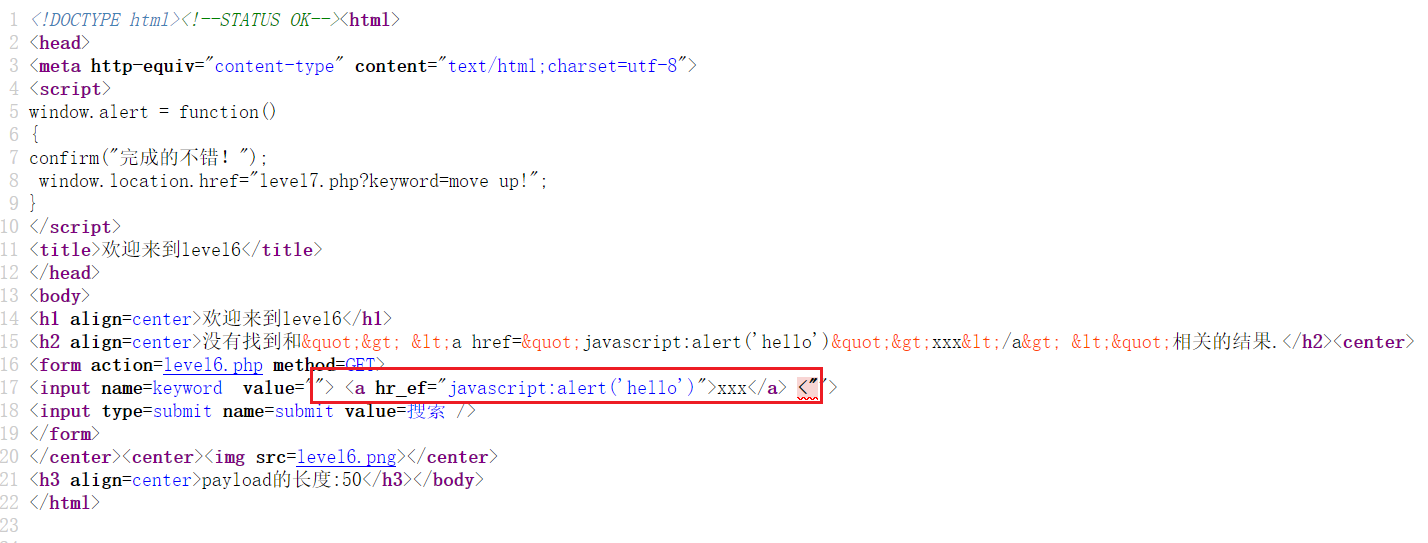 1 <!DOCTYPE html><!--STATUS OK--><html>
2 <head>
3 <meta http-equiv="content-type" content="text/html;charset=utf-8">
4 <script>
5 window.alert = function()
6 {
7 confirm("完成的不错！");
8  window.location.href="level7.php?keyword=move up!";
9 }
10 </script>
11 <title>欢迎来到level6</title>
12 </head>
13 <body>
14 <h1 align=center>欢迎来到level6</h1>
15 <h2 align=center>没有找到和&quot;&gt; &lt;a href=&quot;javascript:alert('hello')&quot;&gt;xxx&lt;/a&gt; &lt;&quot;相关的结果.</h2><center>
16 <form action=level6.php method=GET>
17 <input name=keyword  value=""> <a hr_ef="javascript:alert('hello')">xxx</a> <"">
18 <input type=submit name=submit value=搜索 />
19 </form>
20 </center><center><img src=level6.png></center>
21 <h3 align=center>payload的长度:50</h3></body>
22 </html>
23